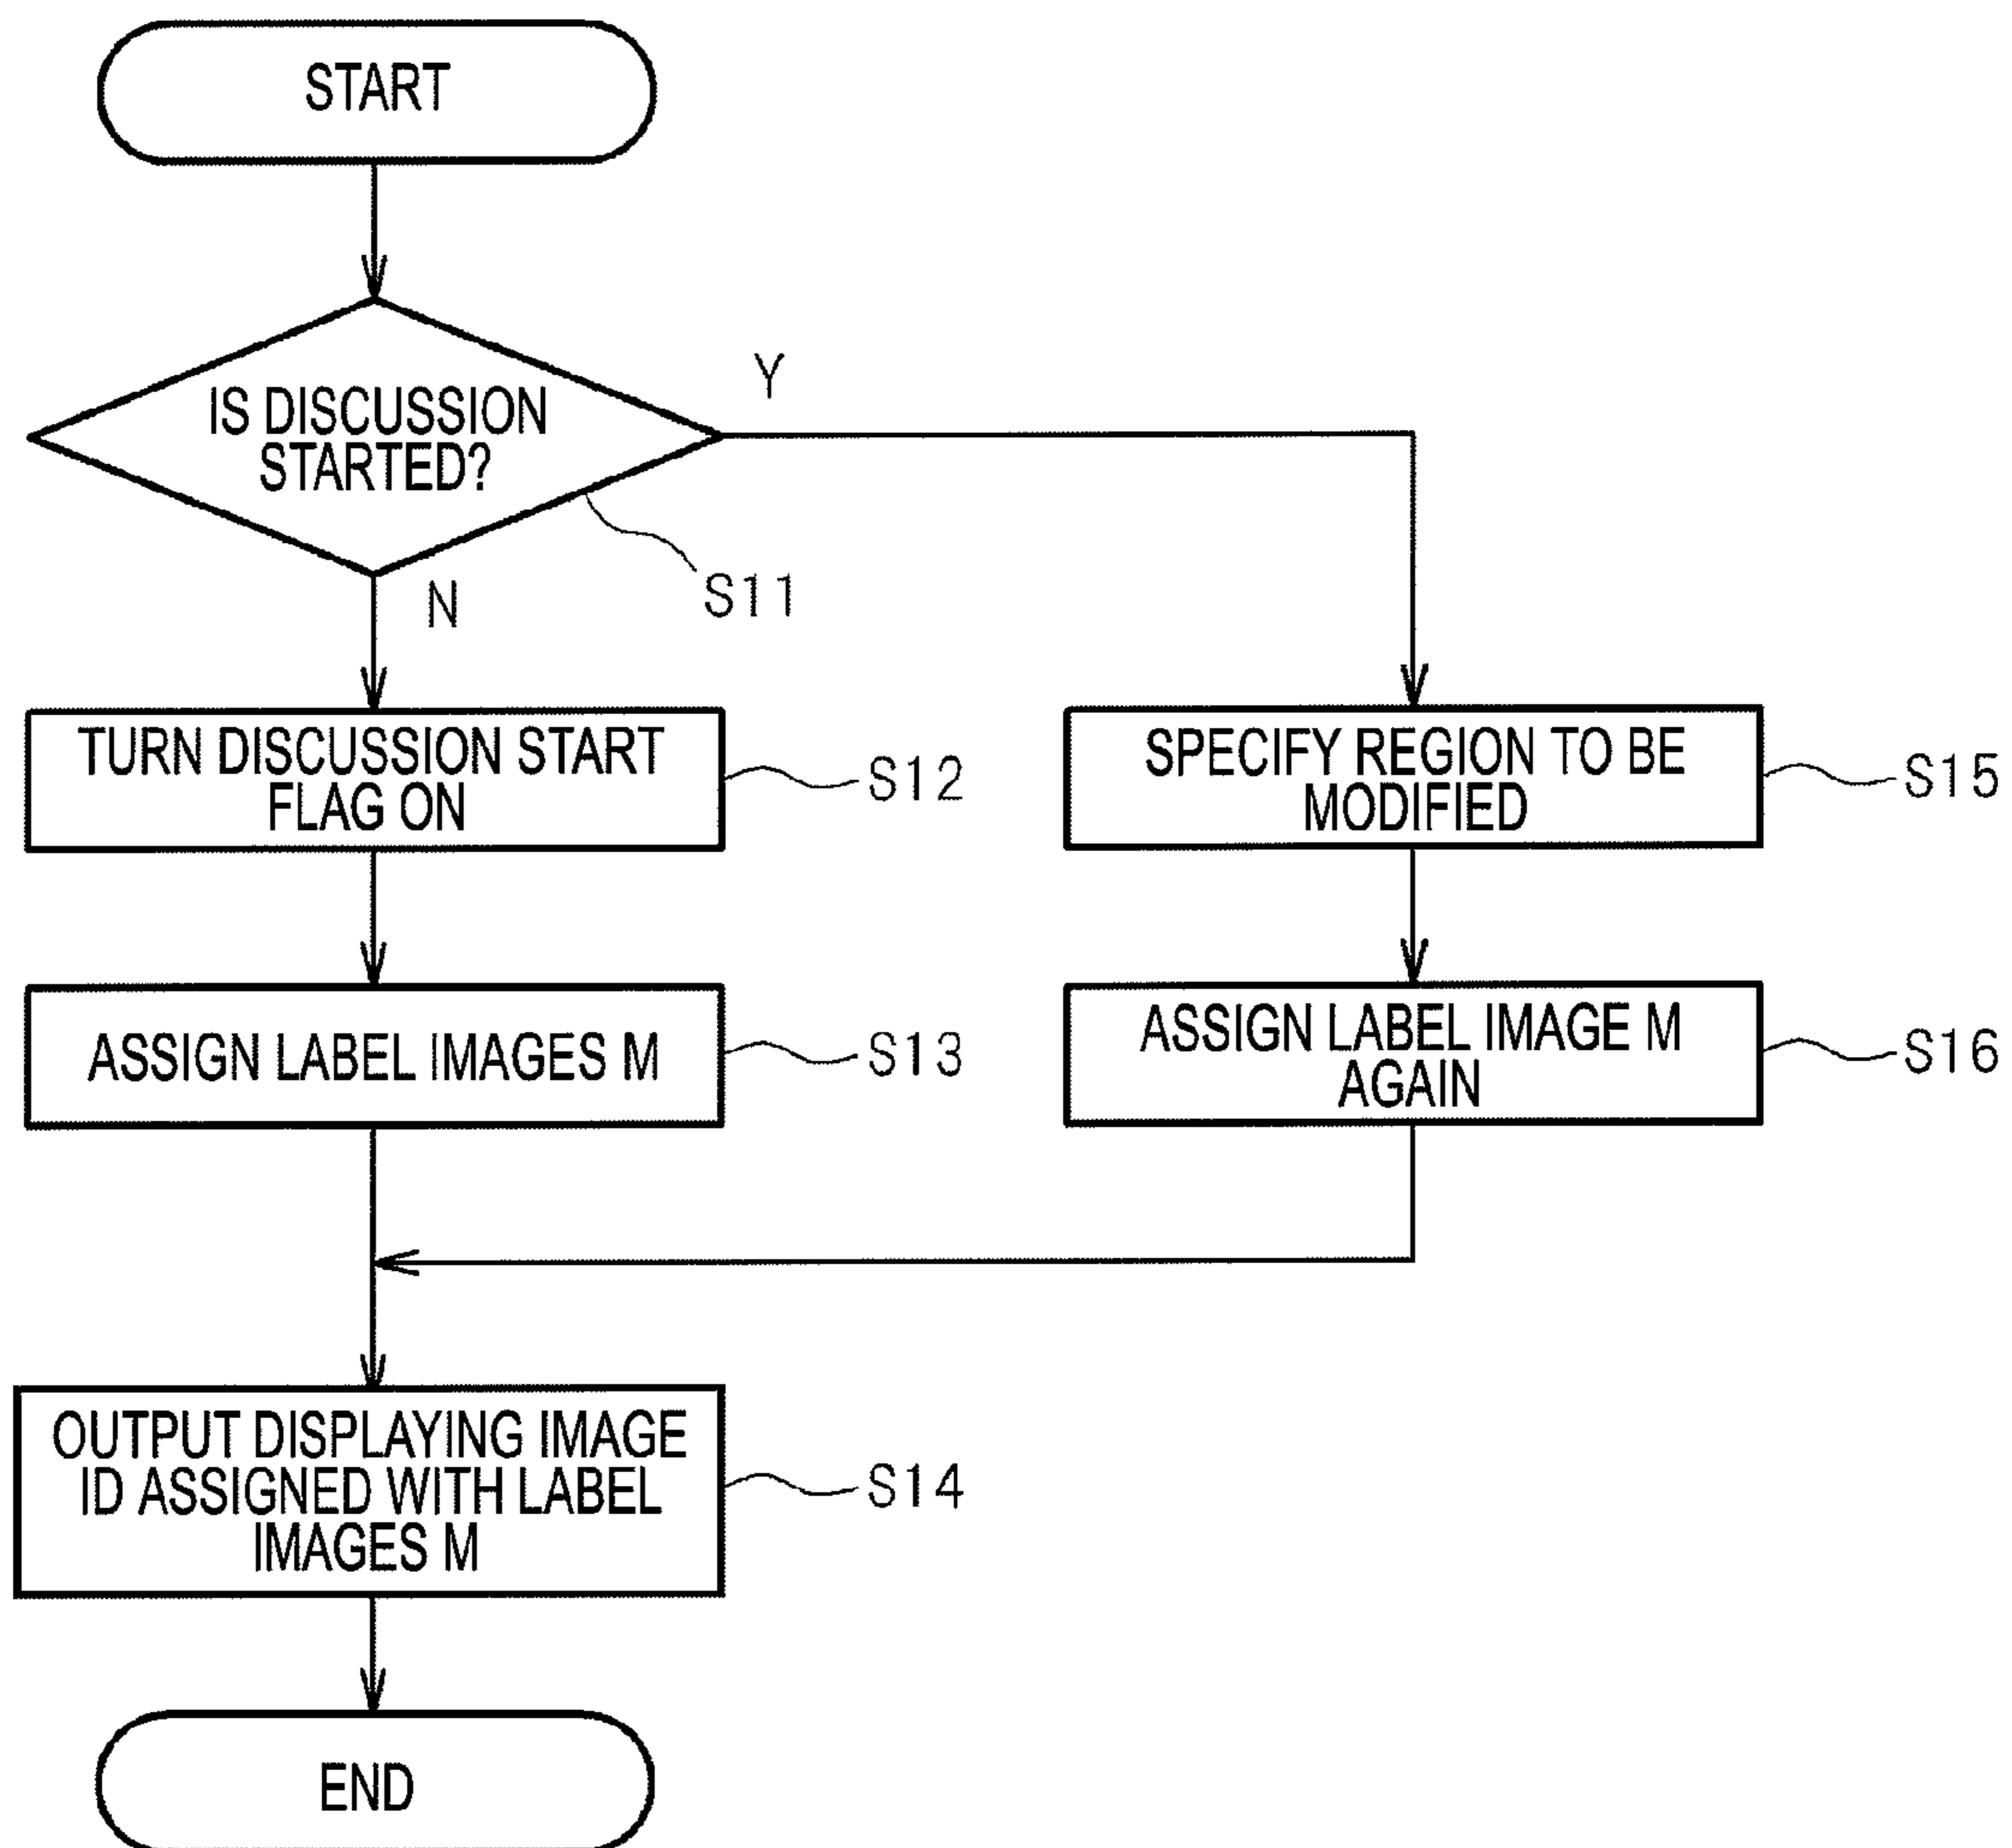 START
IS DISCUSSION
STARTED?
Y
S11
N
TURN DISCUSSION START
FLAG ON
S12
SPECIFY REGION TO BE
MODIFIED
S15
ASSIGN LABEL IMAGES M
S13
ASSIGN LABEL IMAGE M
AGAIN
S16
OUTPUT DISPLAYING IMAGE
ID ASSIGNED WITH LABEL
IMAGES M
S14
END